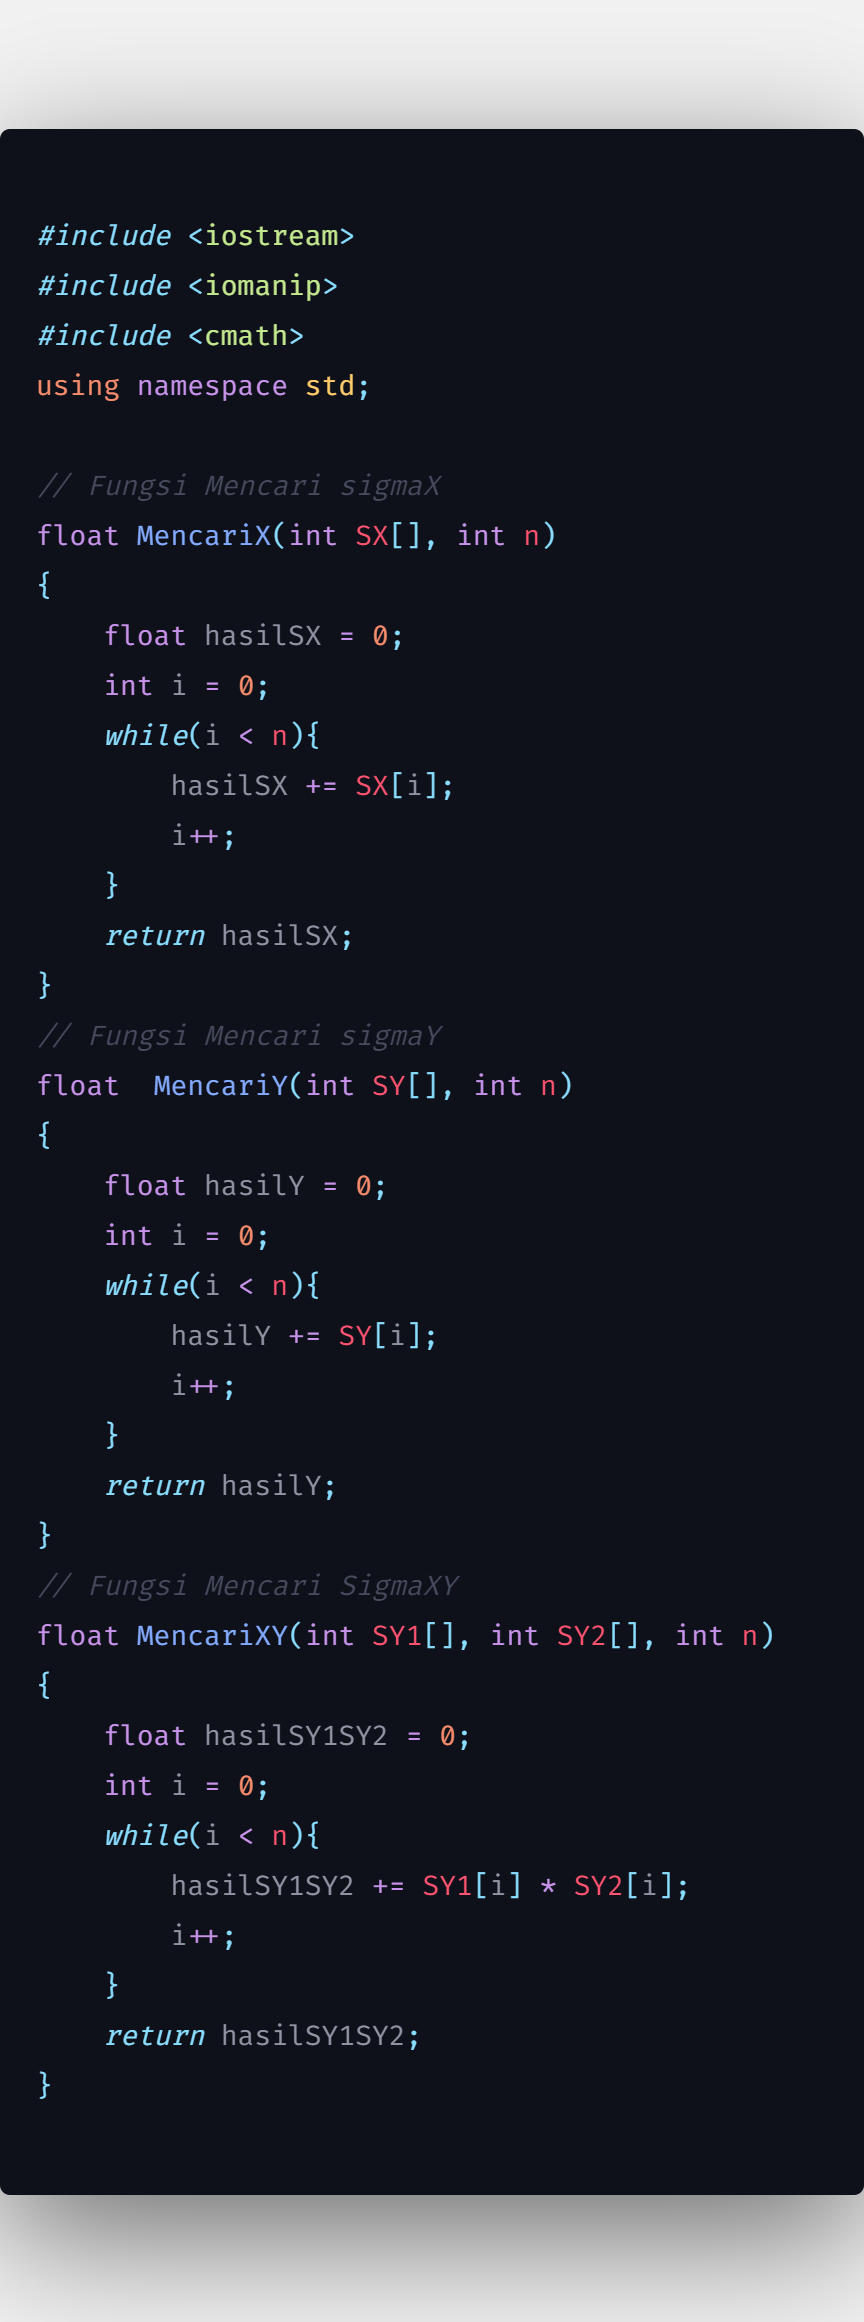 #include <iostream>
#include <iomanip>
#include <cmath>
using namespace std;

// Fungsi Mencari sigmaX
float MencariX(int SX[], int n)
{
    float hasilSX = 0;
    int i = 0;
    while(i < n){
        hasilSX += SX[i];
        i++;
    }
    return hasilSX;
}
// Fungsi Mencari sigmaY
float  MencariY(int SY[], int n)
{
    float hasilY = 0;
    int i = 0;
    while(i < n){
        hasilY += SY[i];
        i++;
    }
    return hasilY;
}
// Fungsi Mencari SigmaXY
float MencariXY(int SY1[], int SY2[], int n)
{
    float hasilSY1SY2 = 0;
    int i = 0;
    while(i < n){
        hasilSY1SY2 += SY1[i] * SY2[i];
        i++;
    }
    return hasilSY1SY2;
}